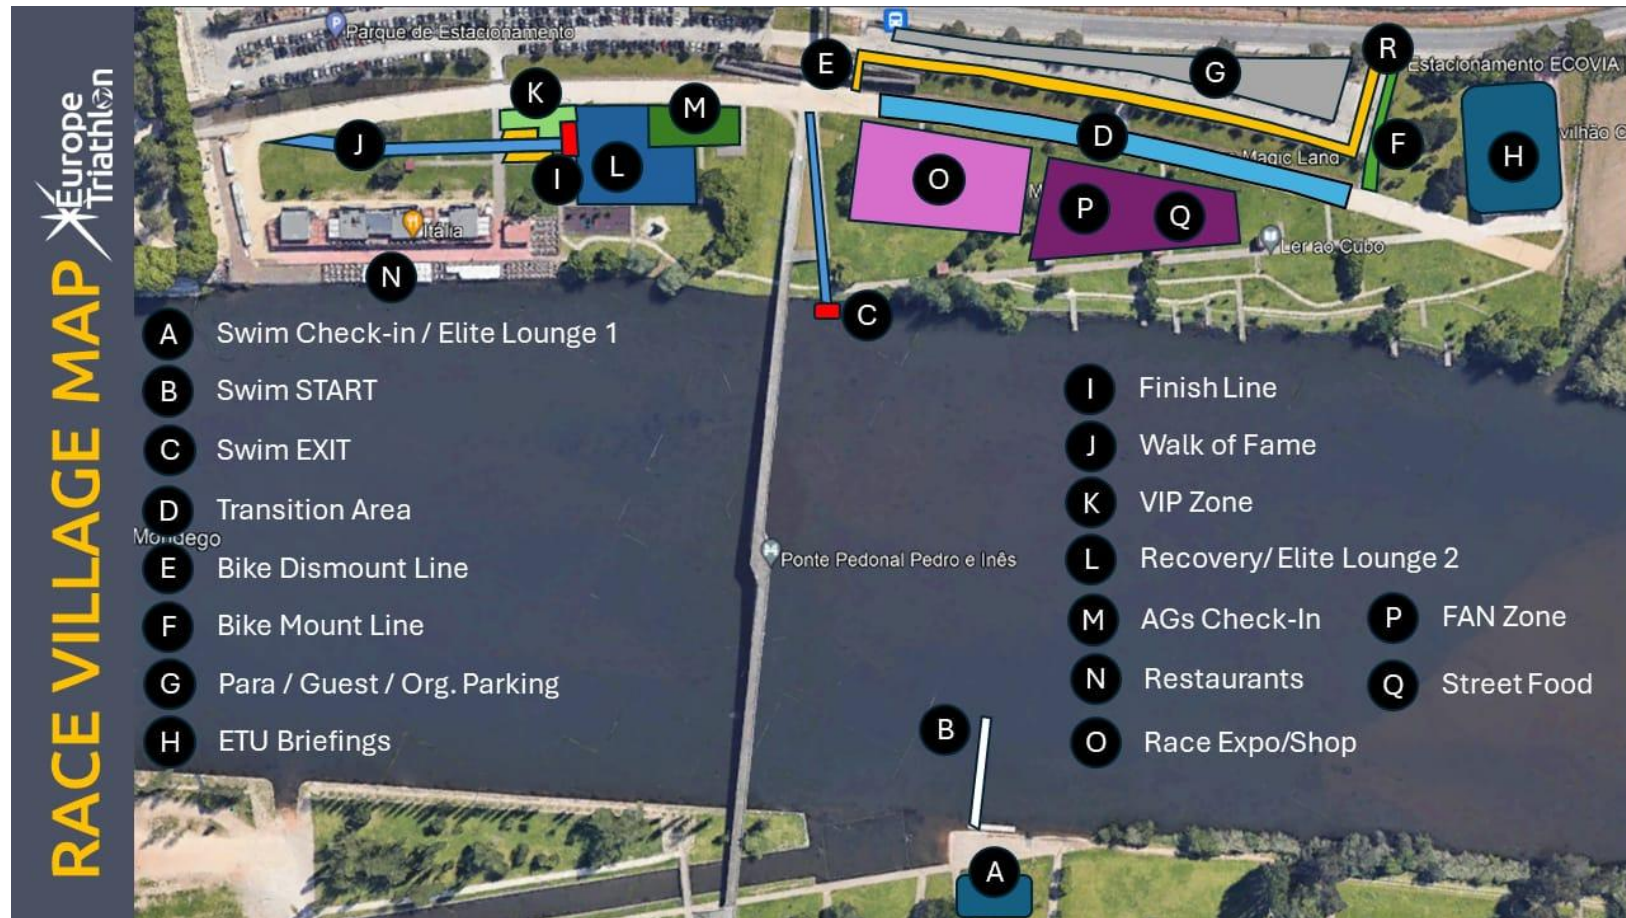 RACE VILLAGE MAP
Europe
Triathlon
Parque de Estacionamento
E
R
Estacionamento ECOVIA
G
K
M
J
L
I
D
F
H
Magic Land
O
P
Q
Itália
Ler ao Cubo
N
C
A Swim Check-in / Elite Lounge 1
B Swim START
C Swim EXIT
D Transition Area
Mondego
E Bike Dismount Line
F Bike Mount Line
G Para / Guest / Org. Parking
H ETU Briefings
Ponte Pedonal Pedro e Inês
I Finish Line
J Walk of Fame
K VIP Zone
L Recovery/ Elite Lounge 2
M AGs Check-In
N Restaurants
O Race Expo/Shop
P FAN Zone
Q Street Food
B
A